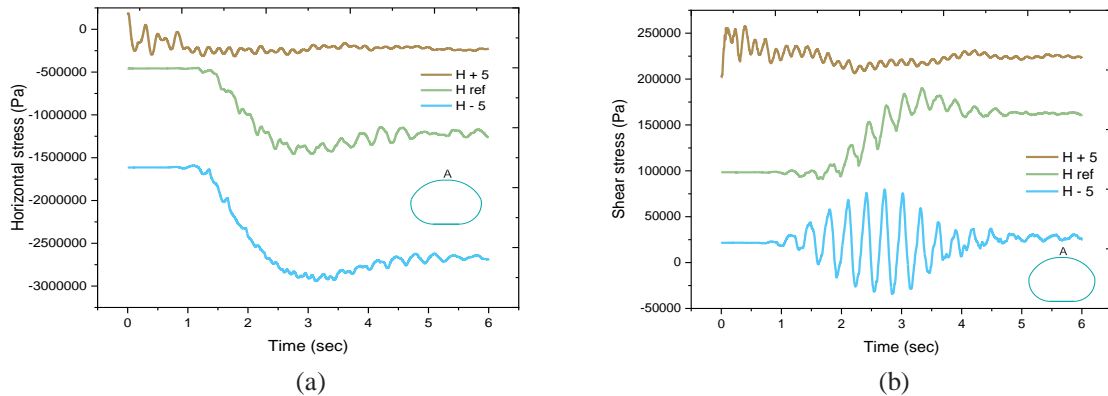 0
-500000
-1000000
-1500000
-2000000
-2500000
-3000000
Horizontal stress (Pa)
H + 5
H ref
H - 5
A
0 1 2 3 4 5 6
Time (sec)
(a)
250000
200000
150000
100000
50000
0
-50000
Shear stress (Pa)
H + 5
H ref
H - 5
A
0 1 2 3 4 5 6
Time (sec)
(b)